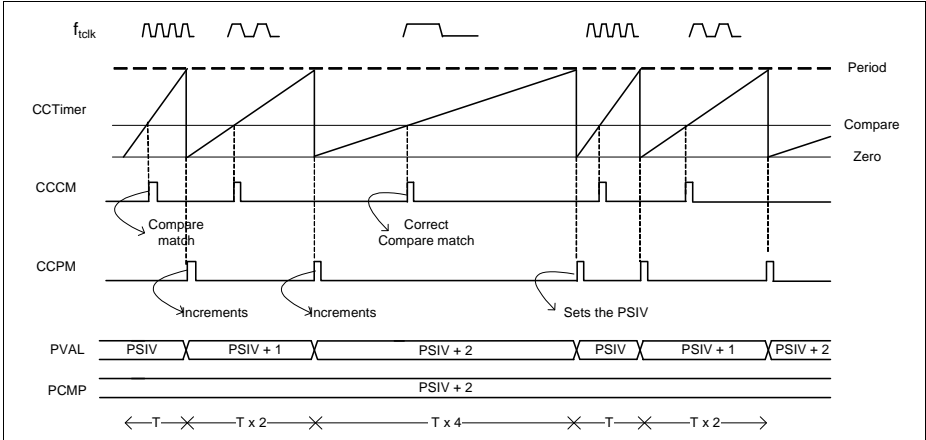 ftclk
Period
CCTimer
Compare
Zero
CCCM
Compare
match
Correct
Compare match
CCPM
Increments
Increments
Sets the PSIV
PVAL PSIV PSIV + 1 PSIV + 2 PSIV PSIV + 1 PSIV + 2
PCMP PSIV + 2
T T x 2 T x 4 T T x 2